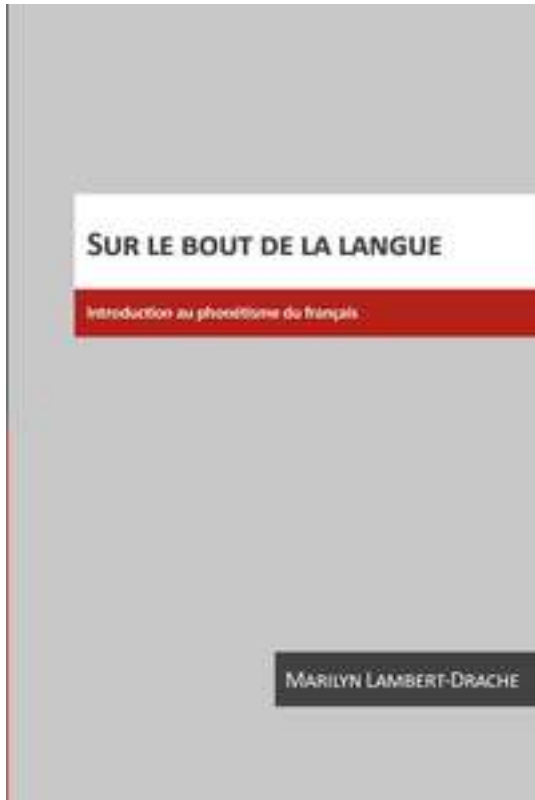 SUR LE BOUT DE LA LANGUE
Introduction au phonétisme du français
MARILYN LAMBERT-DRACHE